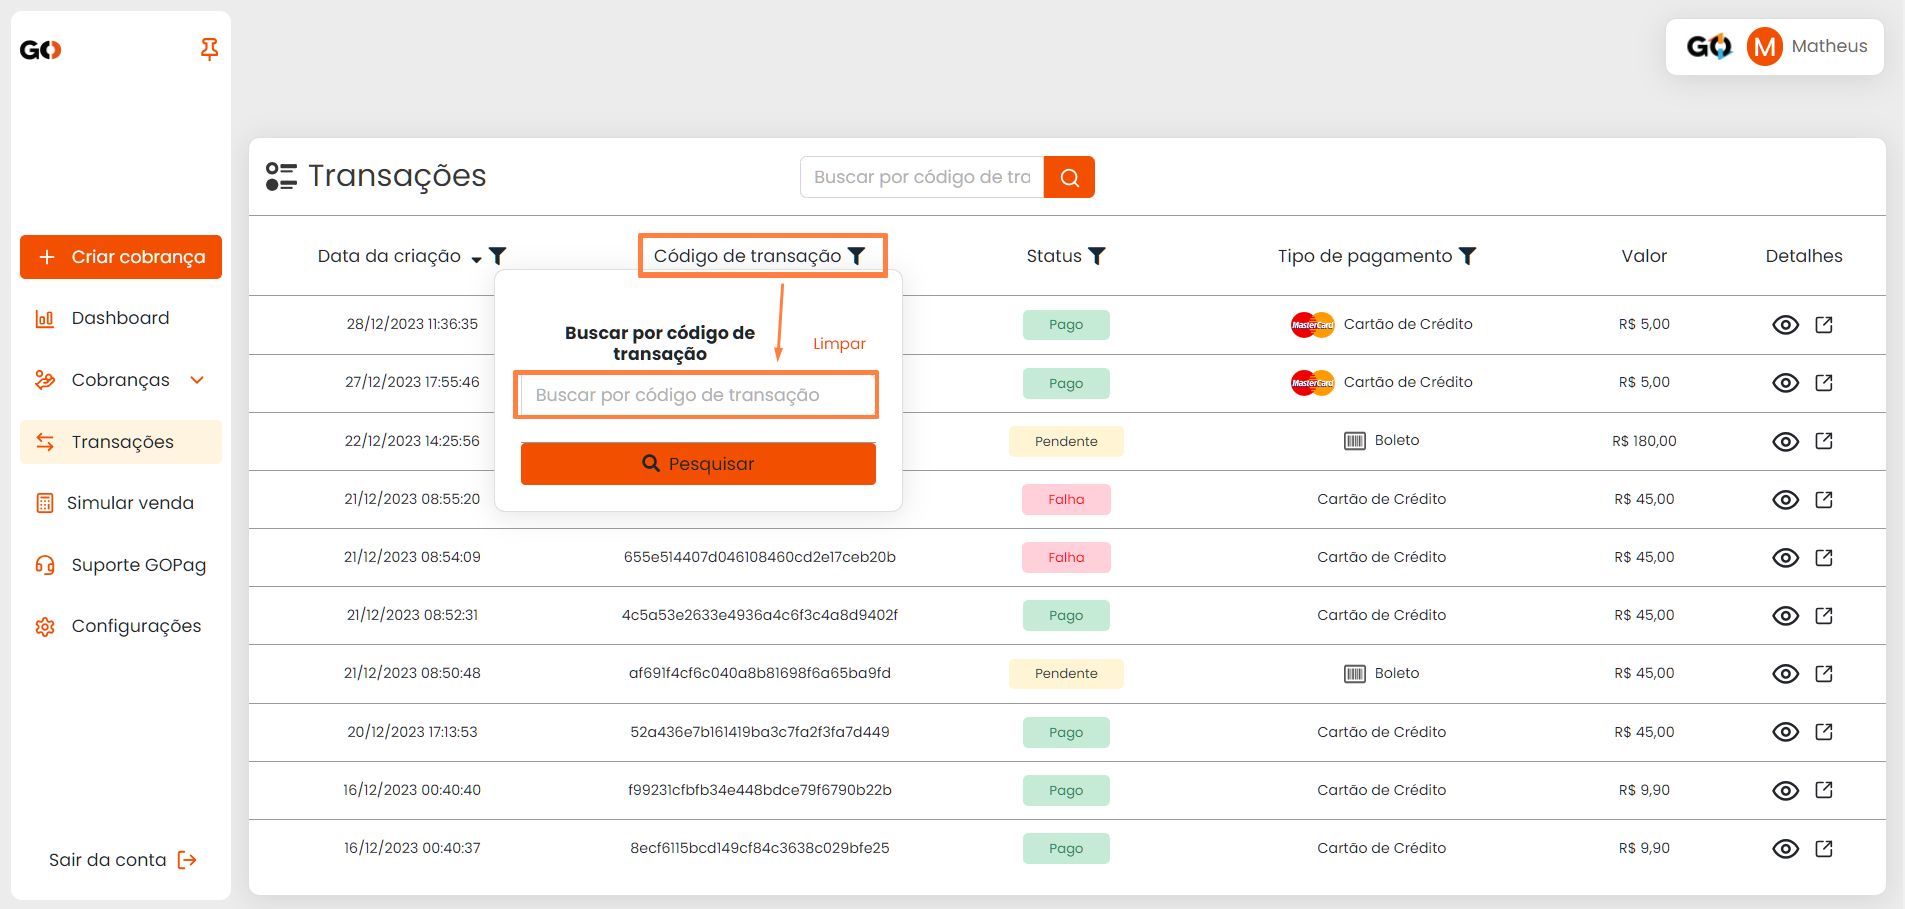 GO
GO M Matheus
Transações
Buscar por código de tra
Criar cobrança
Dashboard
Cobranças
Transações
Simular venda
Suporte GOPag
Configurações
Sair da conta
Data da criação Código de transação Status Tipo de pagamento Valor Detalhes
Buscar por código de
transação
Limpar
Buscar por código de transação
Pesquisar
28/12/2023 11:36:35 Pago MasterCard Cartão de Crédito R$ 5,00
27/12/2023 17:55:46 Pago MasterCard Cartão de Crédito R$ 5,00
22/12/2023 14:25:56 Pendente Boleto R$ 180,00
21/12/2023 08:55:20 Falha Cartão de Crédito R$ 45,00
21/12/2023 08:54:09 655e514407d046108460cd2e17ceb20b Falha Cartão de Crédito R$ 45,00
21/12/2023 08:52:31 4c5a53e2633e4936a4c6f3c4a8d9402f Pago Cartão de Crédito R$ 45,00
21/12/2023 08:50:48 af691f4cf6c040a8b81698f6a65ba9fd Pendente Boleto R$ 45,00
20/12/2023 17:13:53 52a436e7b161419ba3c7fa2f3fa7d449 Pago Cartão de Crédito R$ 45,00
16/12/2023 00:40:40 f99231cfbfb34e448bdce79f6790b22b Pago Cartão de Crédito R$ 9,90
16/12/2023 00:40:37 8ecf6115bcd149cf84c3638c029bfe25 Pago Cartão de Crédito R$ 9,90